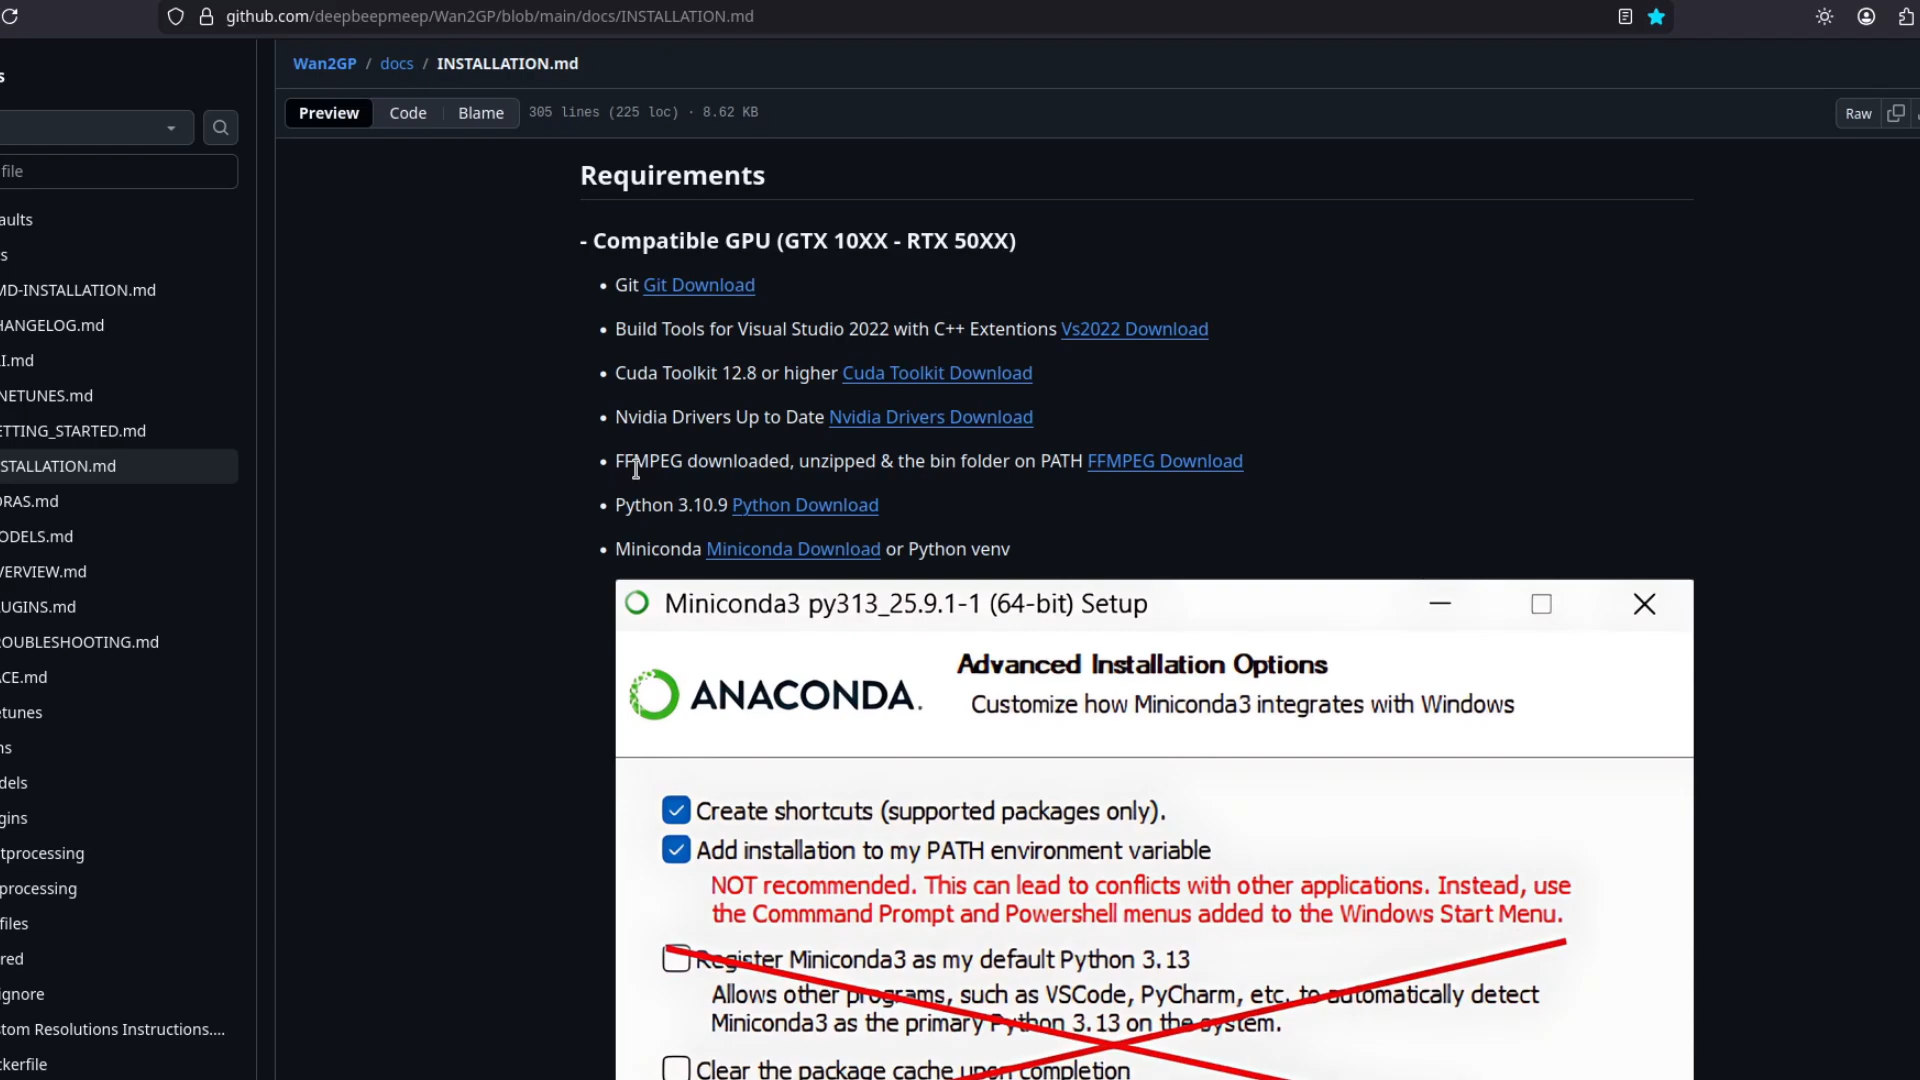 github.com/deepbeepmeep/Wan2GP/blob/main/docs/INSTALLATION.md
s
Wan2GP / docs / INSTALLATION.md
Preview Code Blame 305 lines (225 loc) · 8.62 KB Raw
file
aults
s
MD-INSTALLATION.md
HANGELOG.md
I.md
NETUNES.md
ETTING_STARTED.md
STALLATION.md
ORAS.md
ODELS.md
VERVIEW.md
UGINS.md
ROUBLESHOOTING.md
ACE.md
etunes
ns
dels
gins
tprocessing
processing
files
red
ignore
tom Resolutions Instructions....
ckerfile
Requirements
- Compatible GPU (GTX 10XX - RTX 50XX)
• Git Git Download
• Build Tools for Visual Studio 2022 with C++ Extentions Vs2022 Download
• Cuda Toolkit 12.8 or higher Cuda Toolkit Download
• Nvidia Drivers Up to Date Nvidia Drivers Download
• FFMPEG downloaded, unzipped & the bin folder on PATH FFMPEG Download
• Python 3.10.9 Python Download
• Miniconda Miniconda Download or Python venv
Miniconda3 py313_25.9.1-1 (64-bit) Setup
ANACONDA.
Advanced Installation Options
Customize how Miniconda3 integrates with Windows
Create shortcuts (supported packages only).
Add installation to my PATH environment variable
NOT recommended. This can lead to conflicts with other applications. Instead, use
the Commmand Prompt and Powershell menus added to the Windows Start Menu.
Register Miniconda3 as my default Python 3.13
Allows other programs, such as VSCode, PyCharm, etc. to automatically detect
Miniconda3 as the primary Python 3.13 on the system.
Clear the package cache upon completion